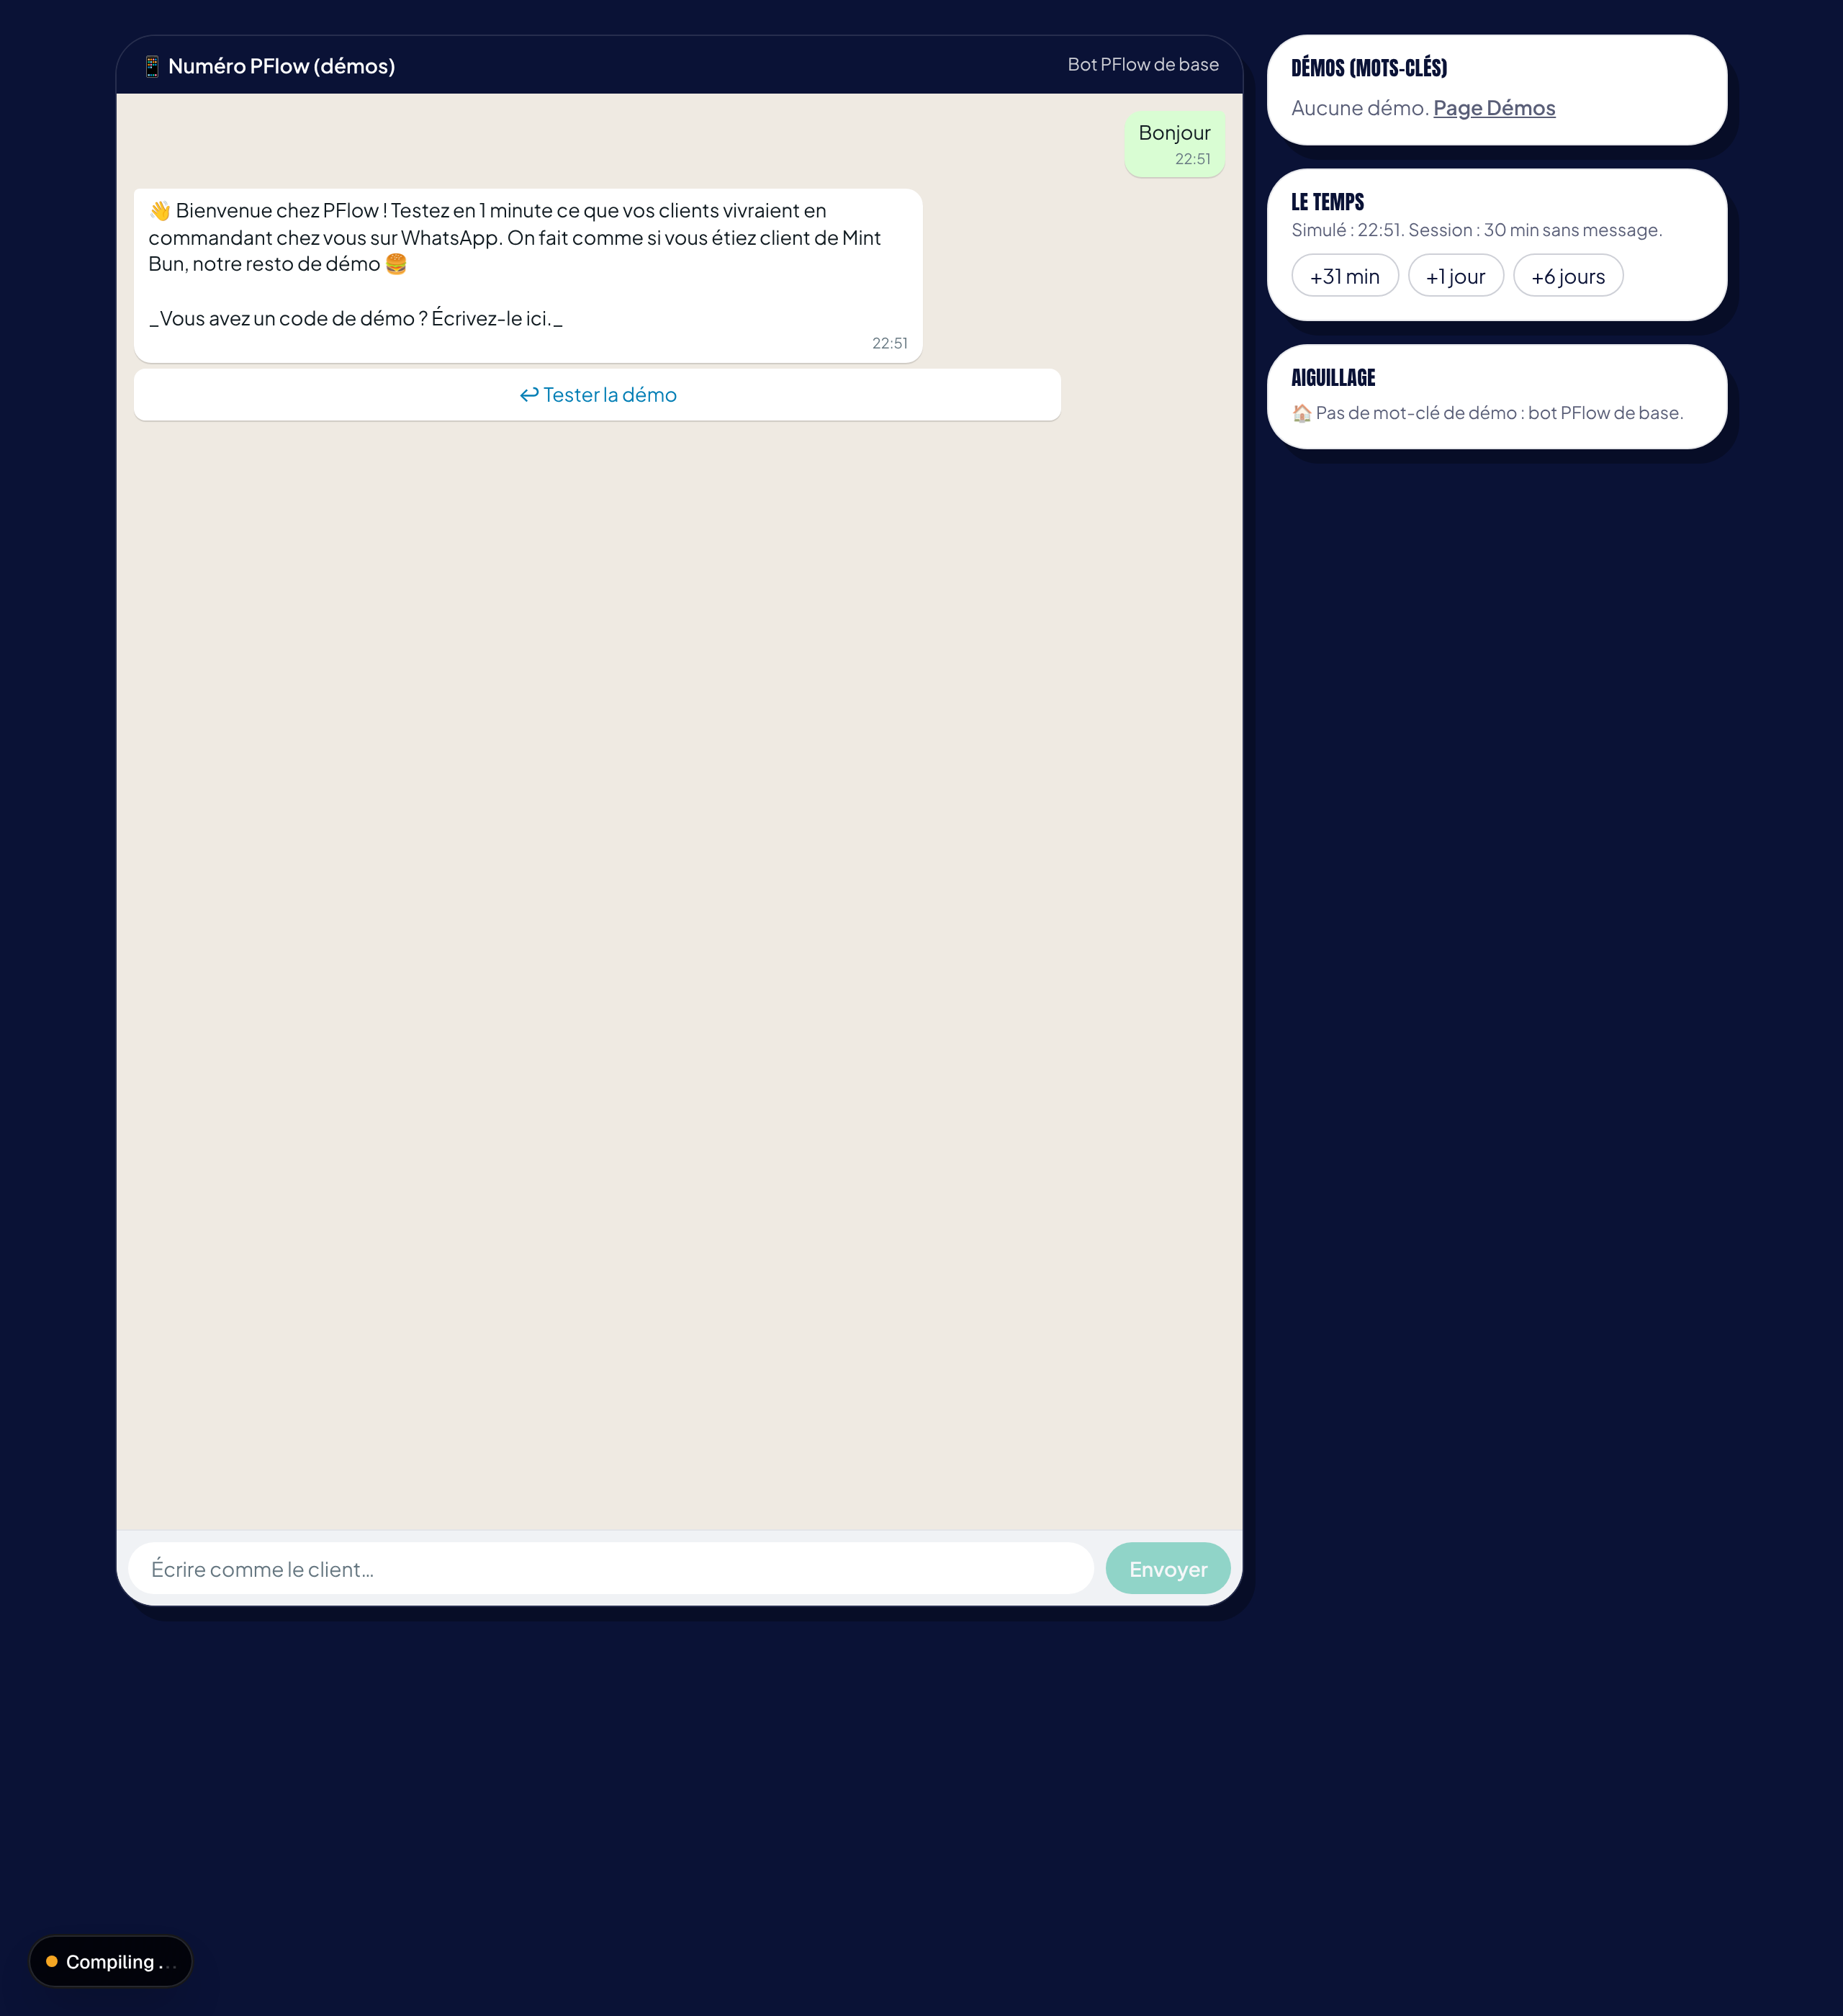 📱 Numéro PFlow (démos)
Bot PFlow de base
Bonjour
22:51
👋 Bienvenue chez PFlow ! Testez en 1 minute ce que vos clients vivraient en
commandant chez vous sur WhatsApp. On fait comme si vous étiez client de Mint
Bun, notre resto de démo 🍔
_Vous avez un code de démo ? Écrivez-le ici._
22:51
↩ Tester la démo
Écrire comme le client…
Envoyer
DÉMOS (MOTS-CLÉS)
Aucune démo. Page Démos
LE TEMPS
Simulé : 22:51. Session : 30 min sans message.
+31 min
+1 jour
+6 jours
AIGUILLAGE
🏠 Pas de mot-clé de démo : bot PFlow de base.
Compiling ...